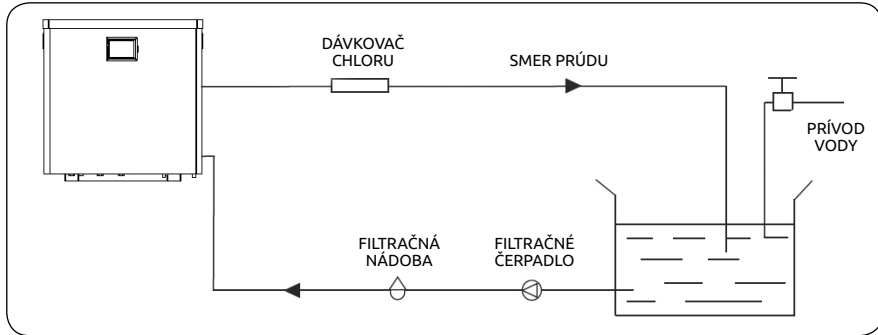 DÁVKOVAČ
CHLORU
SMER PRÚDU
PRÍVOD
VODY
FILTRAČNÁ
NÁDOBA
FILTRAČNÉ
ČERPADLO